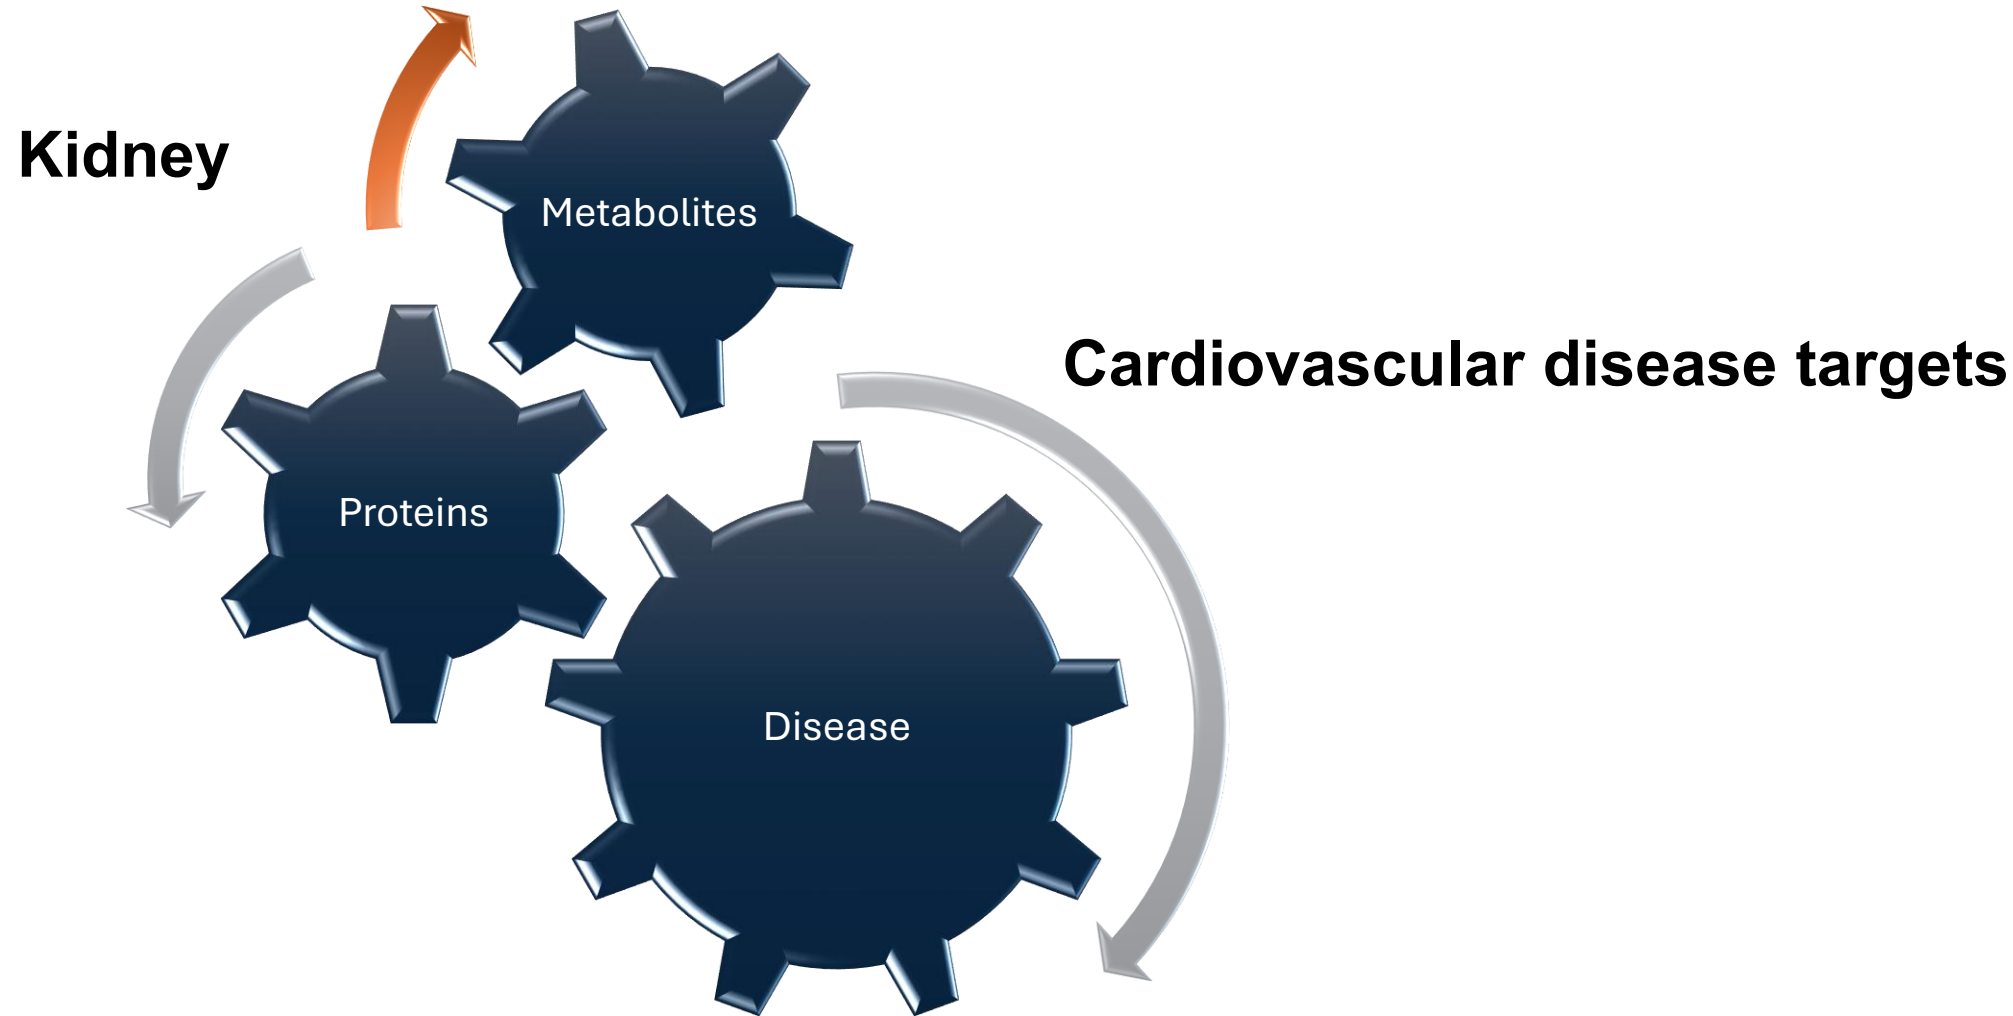 Kidney
Metabolites
Cardiovascular disease targets
Proteins
Disease